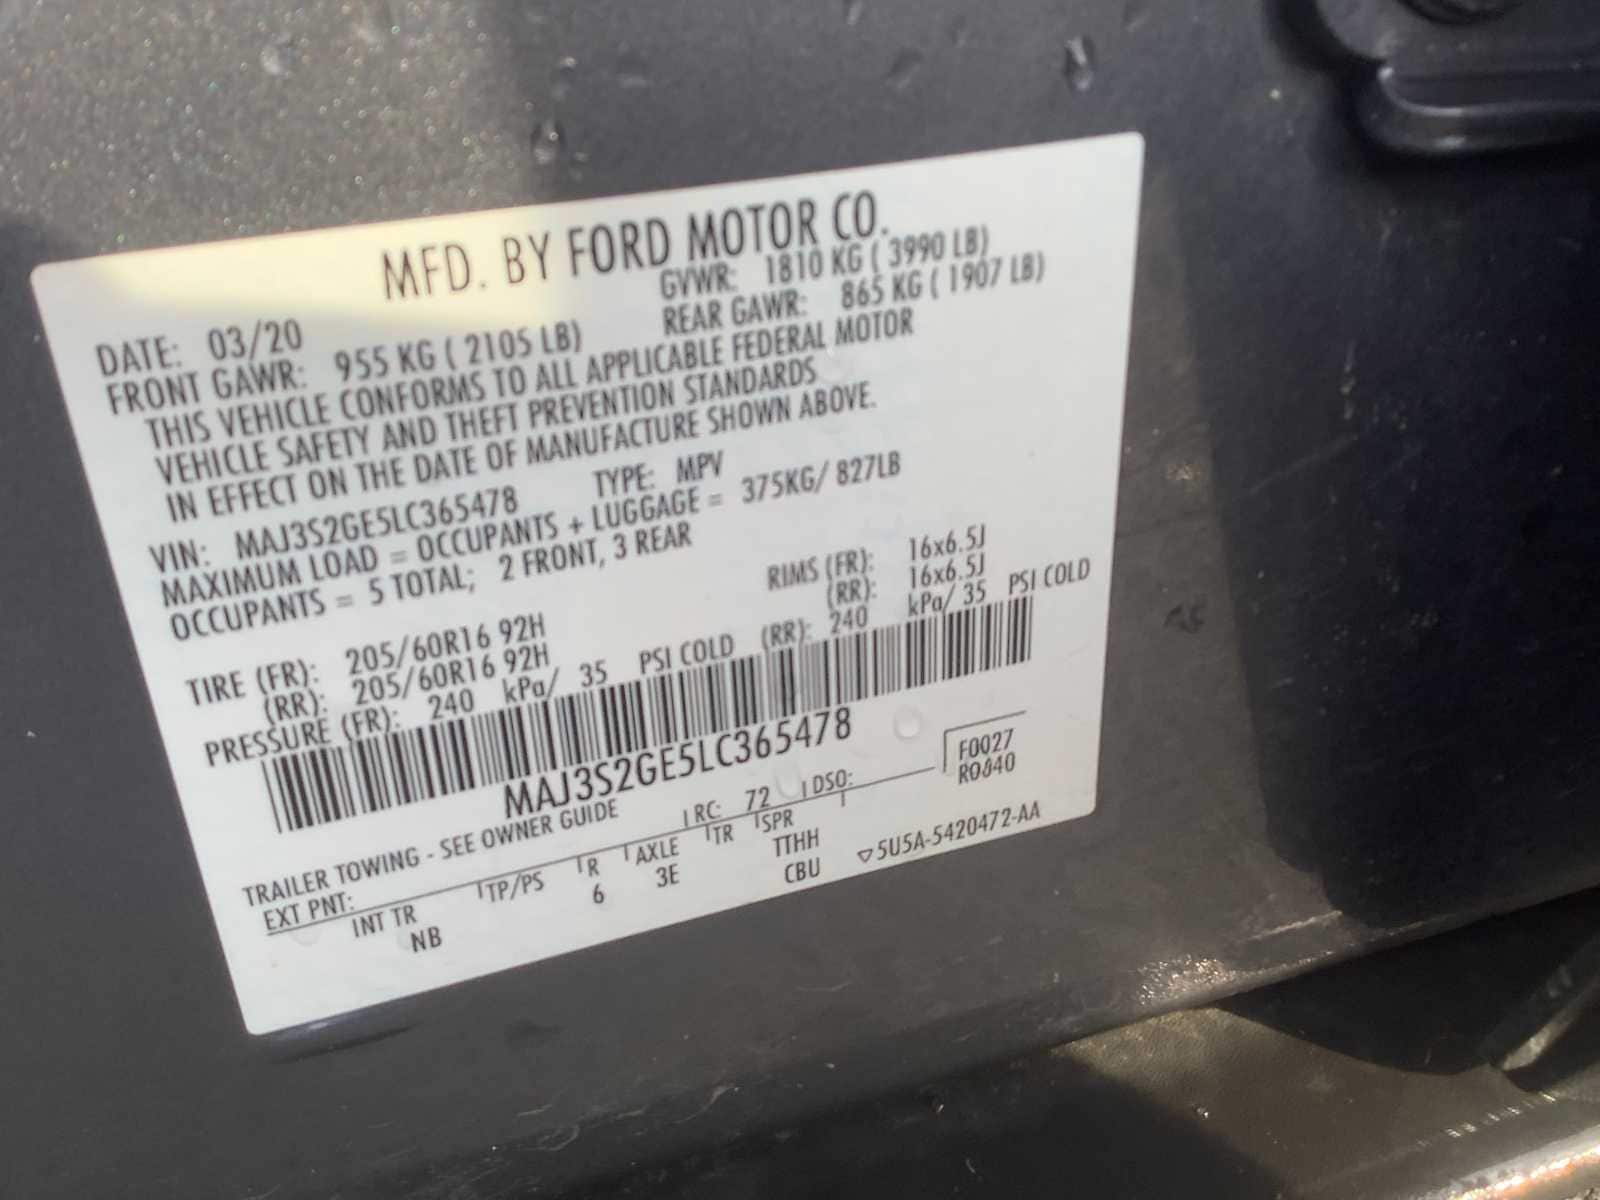 MFD. BY FORD MOTOR CO.
DATE: 03/20 GVWR: 1810 KG ( 3990 LB)
FRONT GAWR: 955 KG ( 2105 LB) REAR GAWR: 865 KG ( 1907 LB)
THIS VEHICLE CONFORMS TO ALL APPLICABLE FEDERAL MOTOR
VEHICLE SAFETY AND THEFT PREVENTION STANDARDS
IN EFFECT ON THE DATE OF MANUFACTURE SHOWN ABOVE.
VIN: MAJ3S2GE5LC365478 TYPE: MPV
MAXIMUM LOAD = OCCUPANTS + LUGGAGE = 375KG/ 827LB
OCCUPANTS = 5 TOTAL; 2 FRONT, 3 REAR
TIRE (FR): 205/60R16 92H RIMS (FR): 16x6.5J
(RR): 205/60R16 92H (RR): 16x6.5J
PRESSURE (FR): 240 kPa/ 35 PSI COLD (RR): 240 kPa/ 35 PSI COLD
MAJ3S2GE5LC365478
TRAILER TOWING - SEE OWNER GUIDE
F0027
EXT PNT: RC: 72 DSO: R0840
INT TR TP/PS R AXLE TR SPR
NB 6 3E TTHH
CBU ▽5U5A-5420472-AA